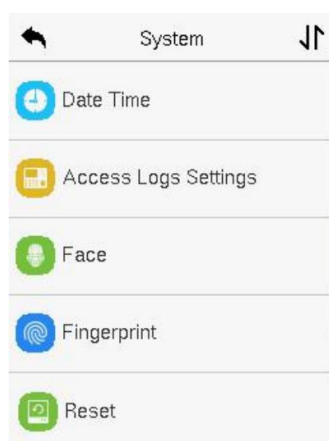 System
Date Time
Access Logs Settings
Face
Fingerprint
Reset